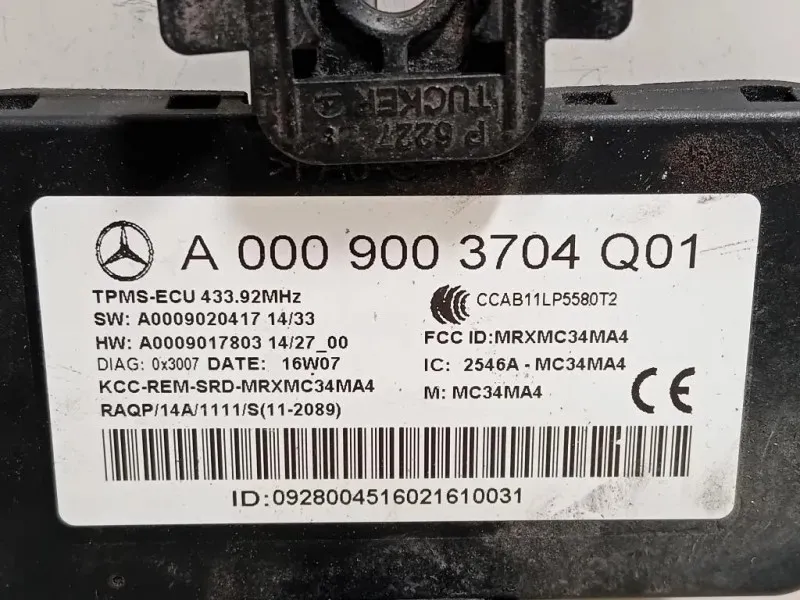 TUCKER
P 6227
A 000 900 3704 Q01
TPMS-ECU 433.92MHz
SW: A0009020417 14/33
HW: A0009017803 14/27_00
DIAG: 0x3007 DATE: 16W07
KCC-REM-SRD-MRXMC34MA4
RAQP/14A/1111/S(11-2089)
CCAB11LP5580T2
FCC ID:MRXMC34MA4
IC: 2546A - MC34MA4
M: MC34MA4
CE
ID:0928004516021610031